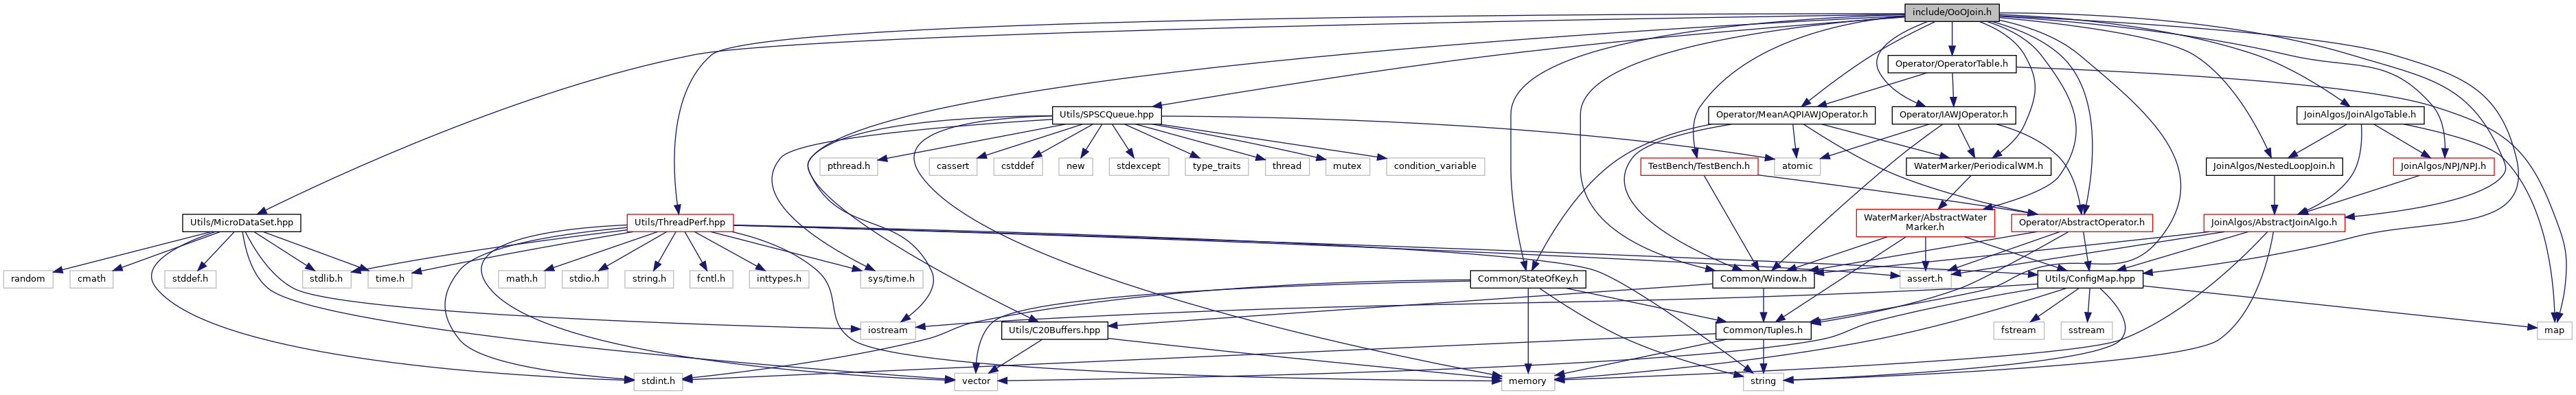 include/OoOJoin.h
Operator/OperatorTable.h
Utils/SPSCQueue.hpp
Operator/MeanAQPIAWJOperator.h
Operator/IAWJOperator.h
JoinAlgos/JoinAlgoTable.h
pthread.h
cassert
cstddef
new
stdexcept
type_traits
thread
mutex
condition_variable
TestBench/TestBench.h
atomic
WaterMarker/PeriodicalWM.h
JoinAlgos/NestedLoopJoin.h
JoinAlgos/NPJ/NPJ.h
Utils/MicroDataSet.hpp
Utils/ThreadPerf.hpp
WaterMarker/AbstractWater
Marker.h
Operator/AbstractOperator.h
JoinAlgos/AbstractJoinAlgo.h
random
cmath
stddef.h
stdlib.h
time.h
math.h
stdio.h
string.h
fcntl.h
inttypes.h
sys/time.h
Common/StateOfKey.h
Common/Window.h
assert.h
Utils/ConfigMap.hpp
iostream
Utils/C20Buffers.hpp
Common/Tuples.h
fstream
sstream
map
stdint.h
vector
memory
string